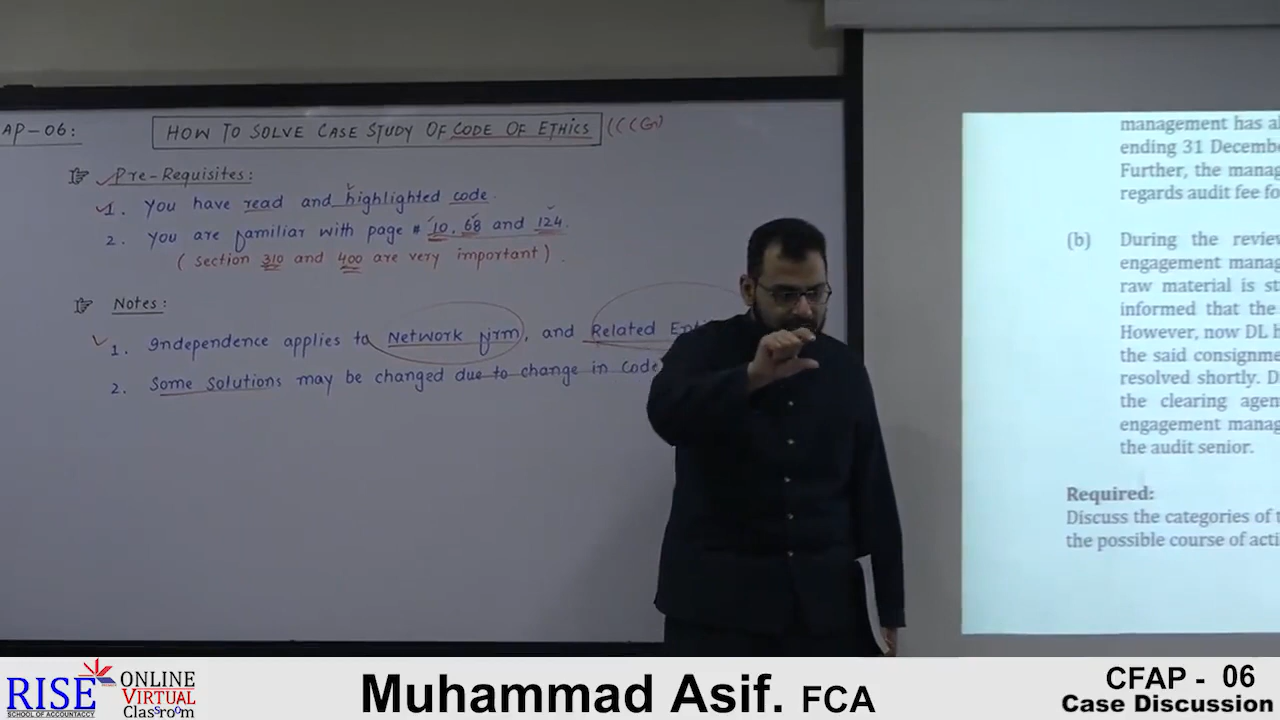 AP-06:
HOW TO SOLVE CASE STUDY OF CODE OF ETHICS
Pre-Requisites:
1. You have read and highlighted code.
2. You are familiar with page # 10, 68 and 124.
(section 310 and 400 are very important).
Notes:
1. Independence applies to Network firm, and Related
2. Some solutions may be changed due to change in Code
management has al
ending 31 Decembe
Further, the manag
regards audit fee fo
(b) During the review
engagement manag
raw material is st
informed that the
However, now DL h
the said consignme
resolved shortly. D
the clearing agen
engagement manag
the audit senior.
Required:
Discuss the categories of t
the possible course of acti
RISE ONLINE
VIRTUAL
SCHOOL OF ACCOUNTACCY Classroom
Muhammad Asif. FCA
CFAP - 06
Case Discussion